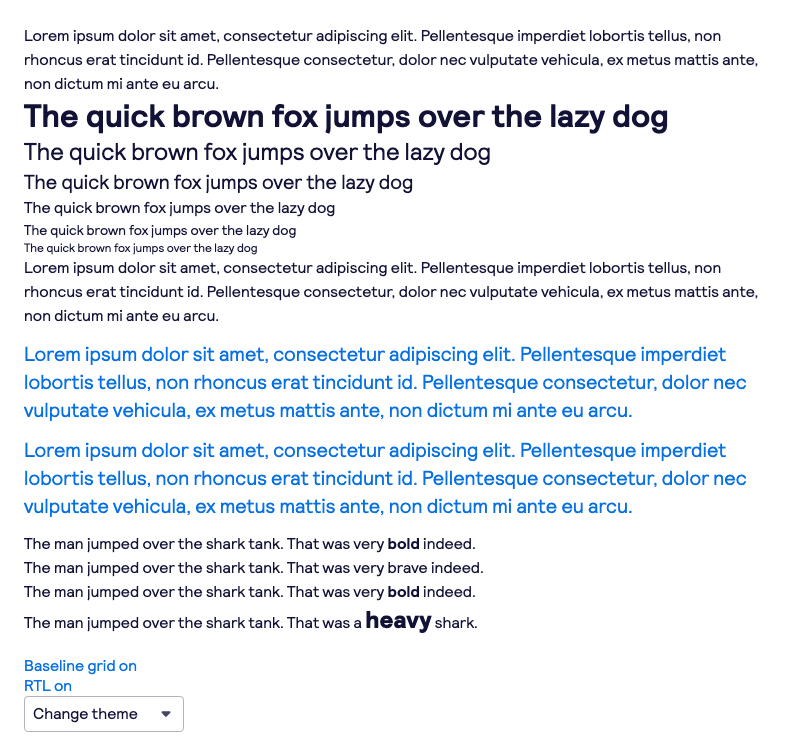 Lorem ipsum dolor sit amet, consectetur adipiscing elit. Pellentesque imperdiet lobortis tellus, non
rhoncus erat tincidunt id. Pellentesque consectetur, dolor nec vulputate vehicula, ex metus mattis ante,
non dictum mi ante eu arcu.
The quick brown fox jumps over the lazy dog
The quick brown fox jumps over the lazy dog
The quick brown fox jumps over the lazy dog
The quick brown fox jumps over the lazy dog
The quick brown fox jumps over the lazy dog
The quick brown fox jumps over the lazy dog
Lorem ipsum dolor sit amet, consectetur adipiscing elit. Pellentesque imperdiet lobortis tellus, non
rhoncus erat tincidunt id. Pellentesque consectetur, dolor nec vulputate vehicula, ex metus mattis ante,
non dictum mi ante eu arcu.
Lorem ipsum dolor sit amet, consectetur adipiscing elit. Pellentesque imperdiet
lobortis tellus, non rhoncus erat tincidunt id. Pellentesque consectetur, dolor nec
vulputate vehicula, ex metus mattis ante, non dictum mi ante eu arcu.
Lorem ipsum dolor sit amet, consectetur adipiscing elit. Pellentesque imperdiet
lobortis tellus, non rhoncus erat tincidunt id. Pellentesque consectetur, dolor nec
vulputate vehicula, ex metus mattis ante, non dictum mi ante eu arcu.
The man jumped over the shark tank. That was very bold indeed.
The man jumped over the shark tank. That was very brave indeed.
The man jumped over the shark tank. That was very bold indeed.
The man jumped over the shark tank. That was a heavy shark.
Baseline grid on
RTL on
Change theme